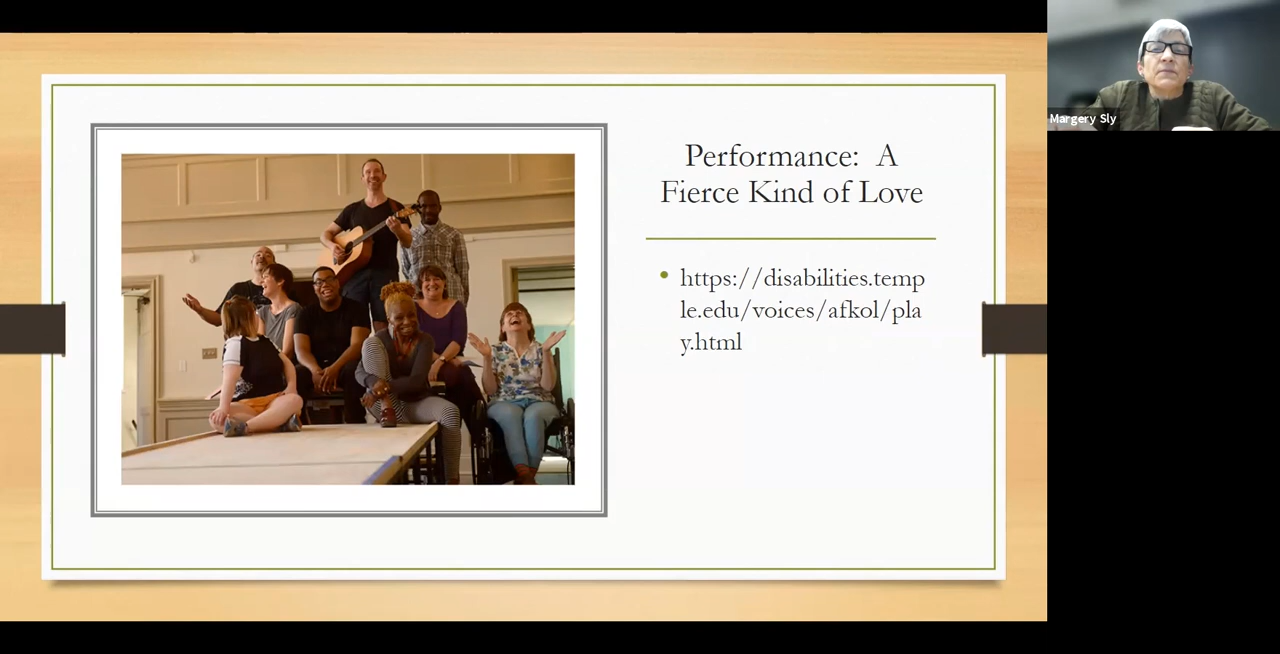 Performance:  A
Fierce Kind of Love
• https://disabilities.temp
le.edu/voices/afkol/pla
y.html
Margery Sly